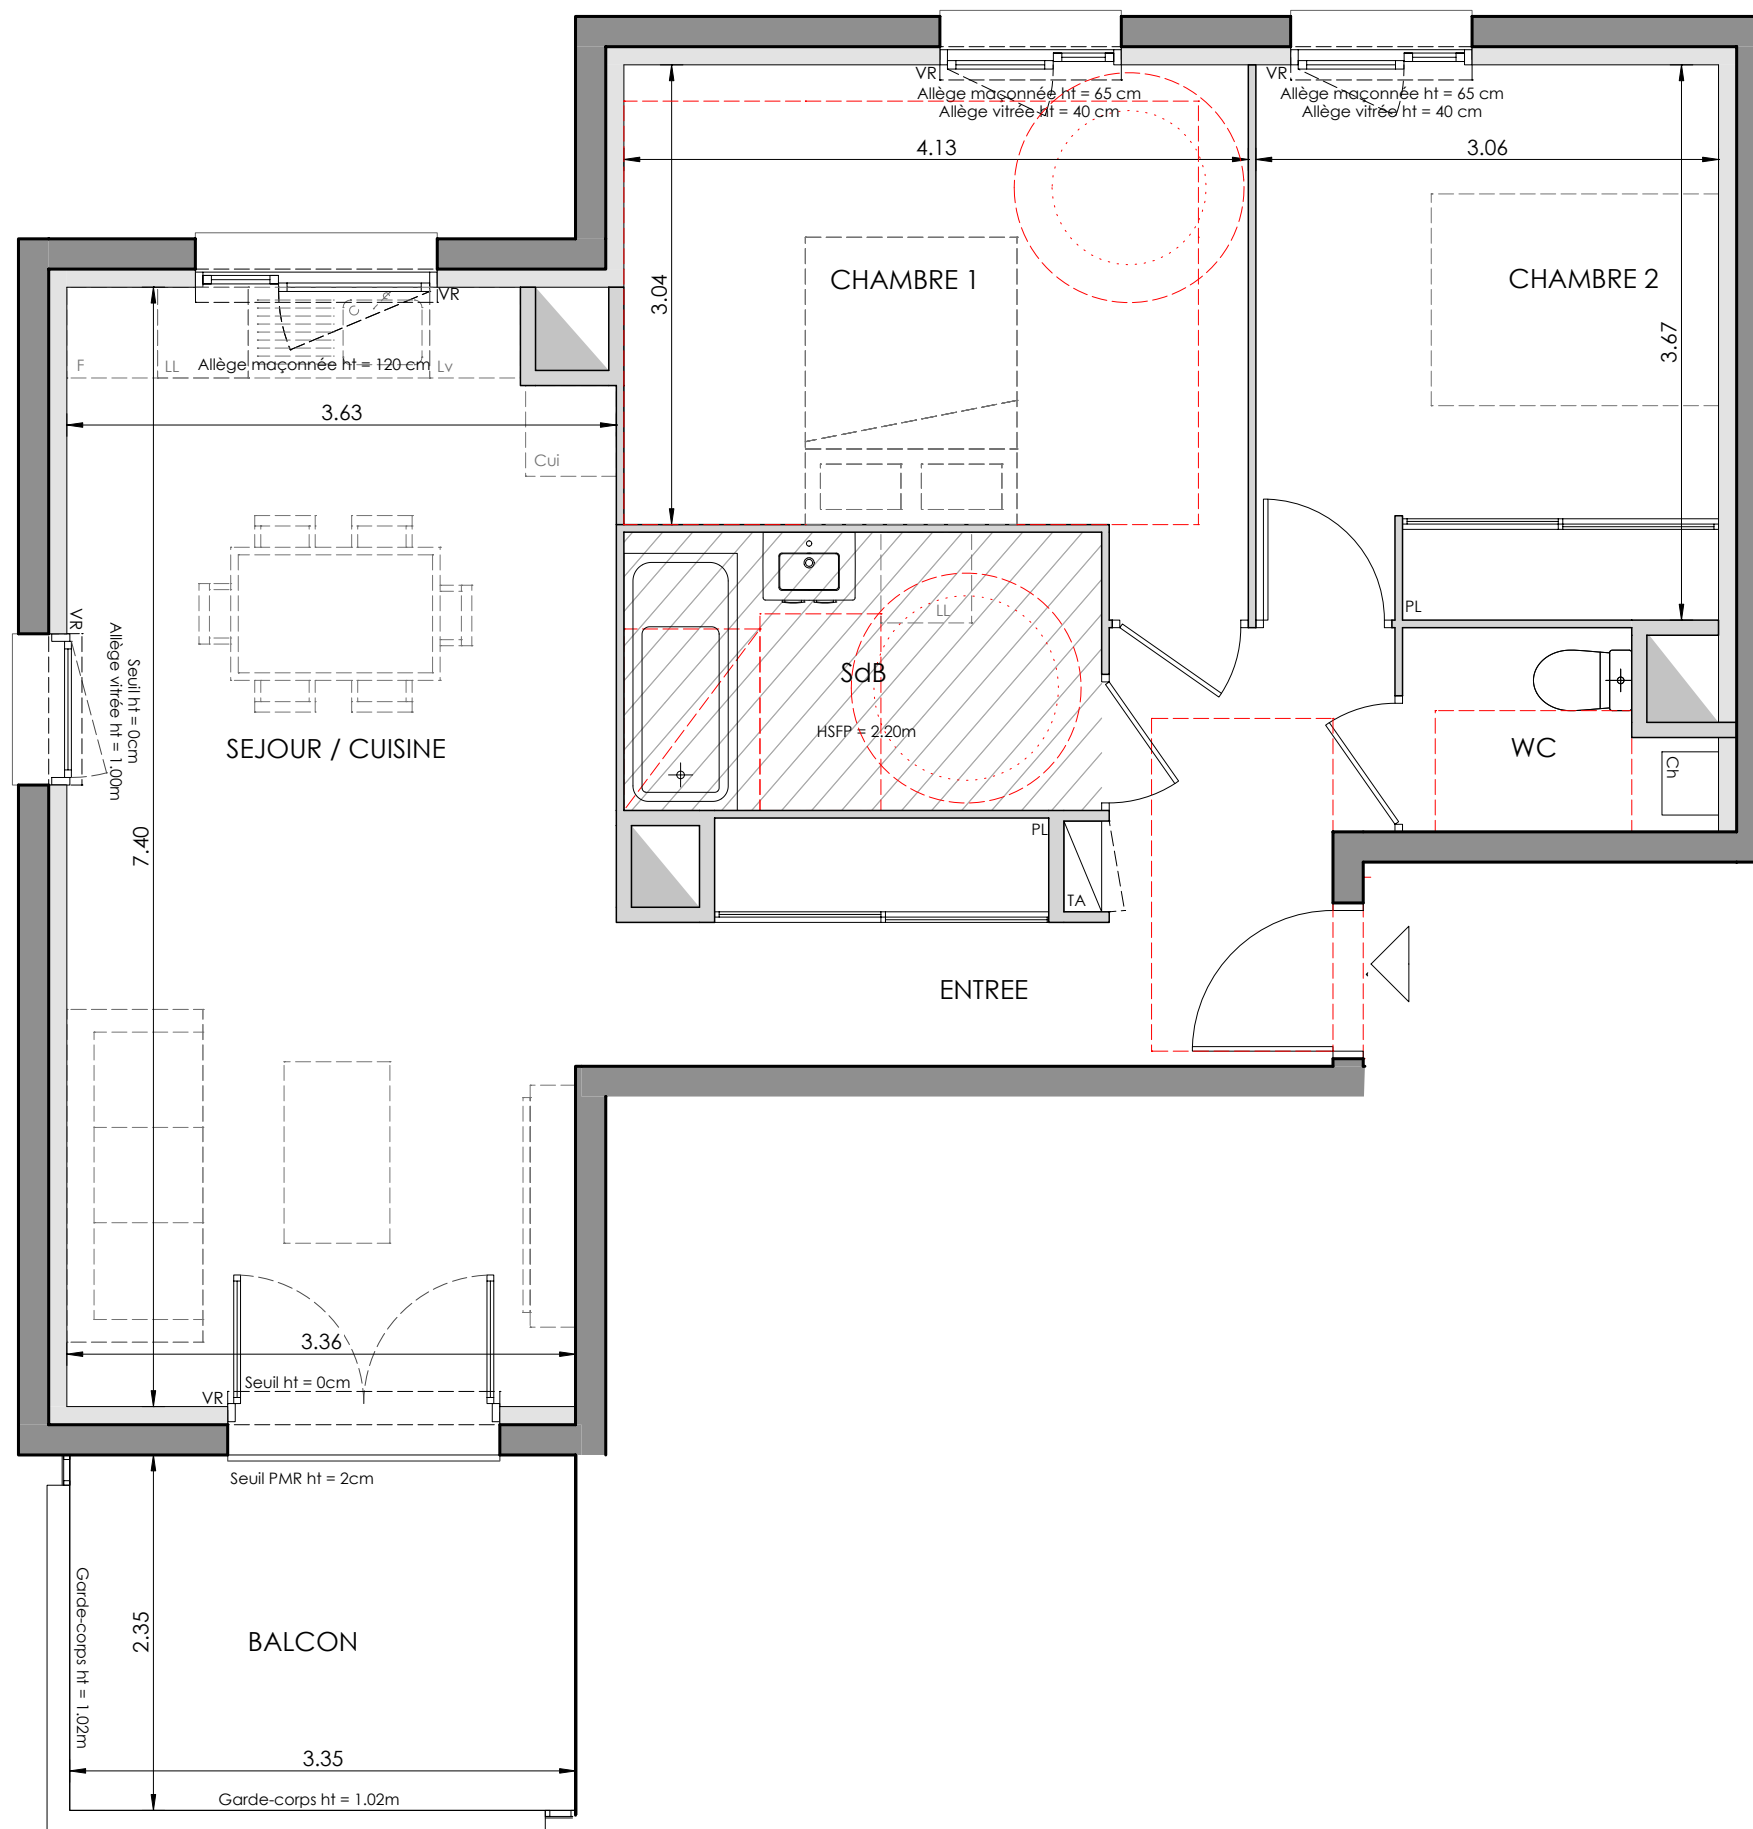 VR
Allège maçonnée ht = 65 cm
Allège vitrée ht = 40 cm
VR
Allège maçonnée ht = 65 cm
Allège vitrée ht = 40 cm
4.13
3.06
CHAMBRE 1
CHAMBRE 2
3.04
3.67
VR
F
LL
Allège maçonnée ht = 120 cm
Lv
3.63
Cui
PL
LL
VR
Seuil ht = 0cm
Allège vitrée ht = 1.00m
SdB
HSFP = 2.20m
SEJOUR / CUISINE
WC
Ch
7.40
PL
TA
ENTREE
3.36
Seuil ht = 0cm
VR
Seuil PMR ht = 2cm
Garde-corps ht = 1.02m
2.35
BALCON
3.35
Garde-corps ht = 1.02m